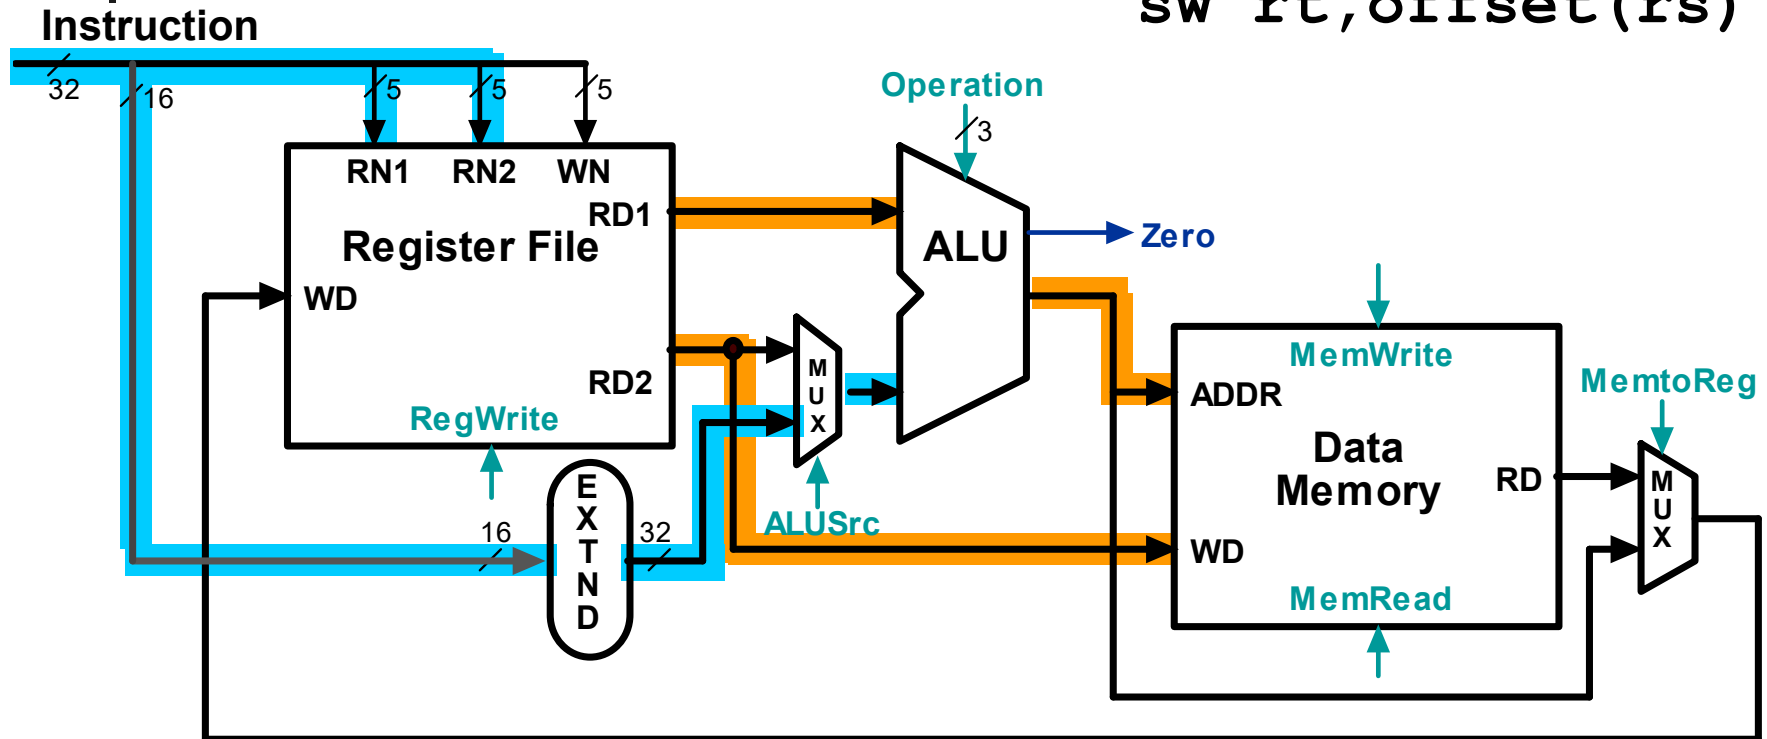 sw rt,offset(rs)
Instruction
32
16
5
5
5
Operation
3
RN1 RN2 WN
RD1
Register File
ALU
Zero
WD
MemWrite
RD2
M
U
X
ADDR
MemtoReg
RegWrite
Data
Memory
RD
M
U
X
E
X
T
N
D
16
32
ALUSrc
WD
MemRead